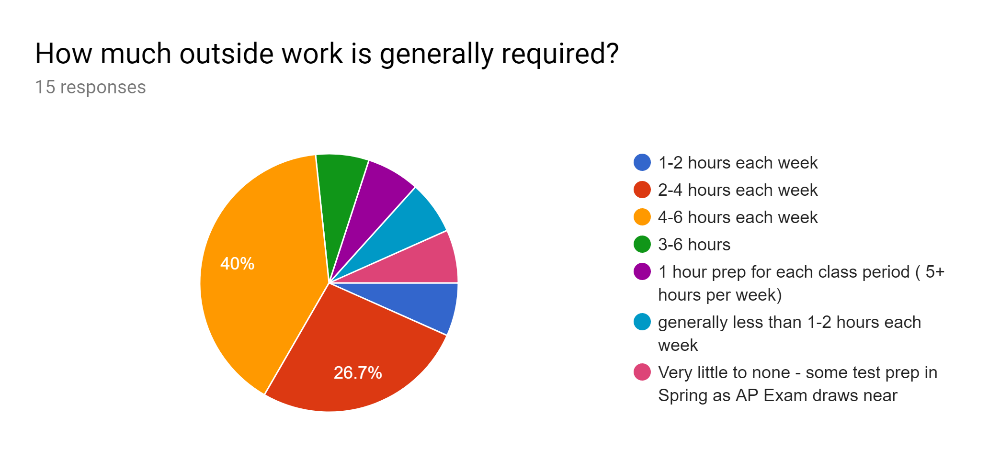 How much outside work is generally required?
15 responses
40%
26.7%
1-2 hours each week
2-4 hours each week
4-6 hours each week
3-6 hours
1 hour prep for each class period ( 5+
hours per week)
generally less than 1-2 hours each
week
Very little to none - some test prep in
Spring as AP Exam draws near